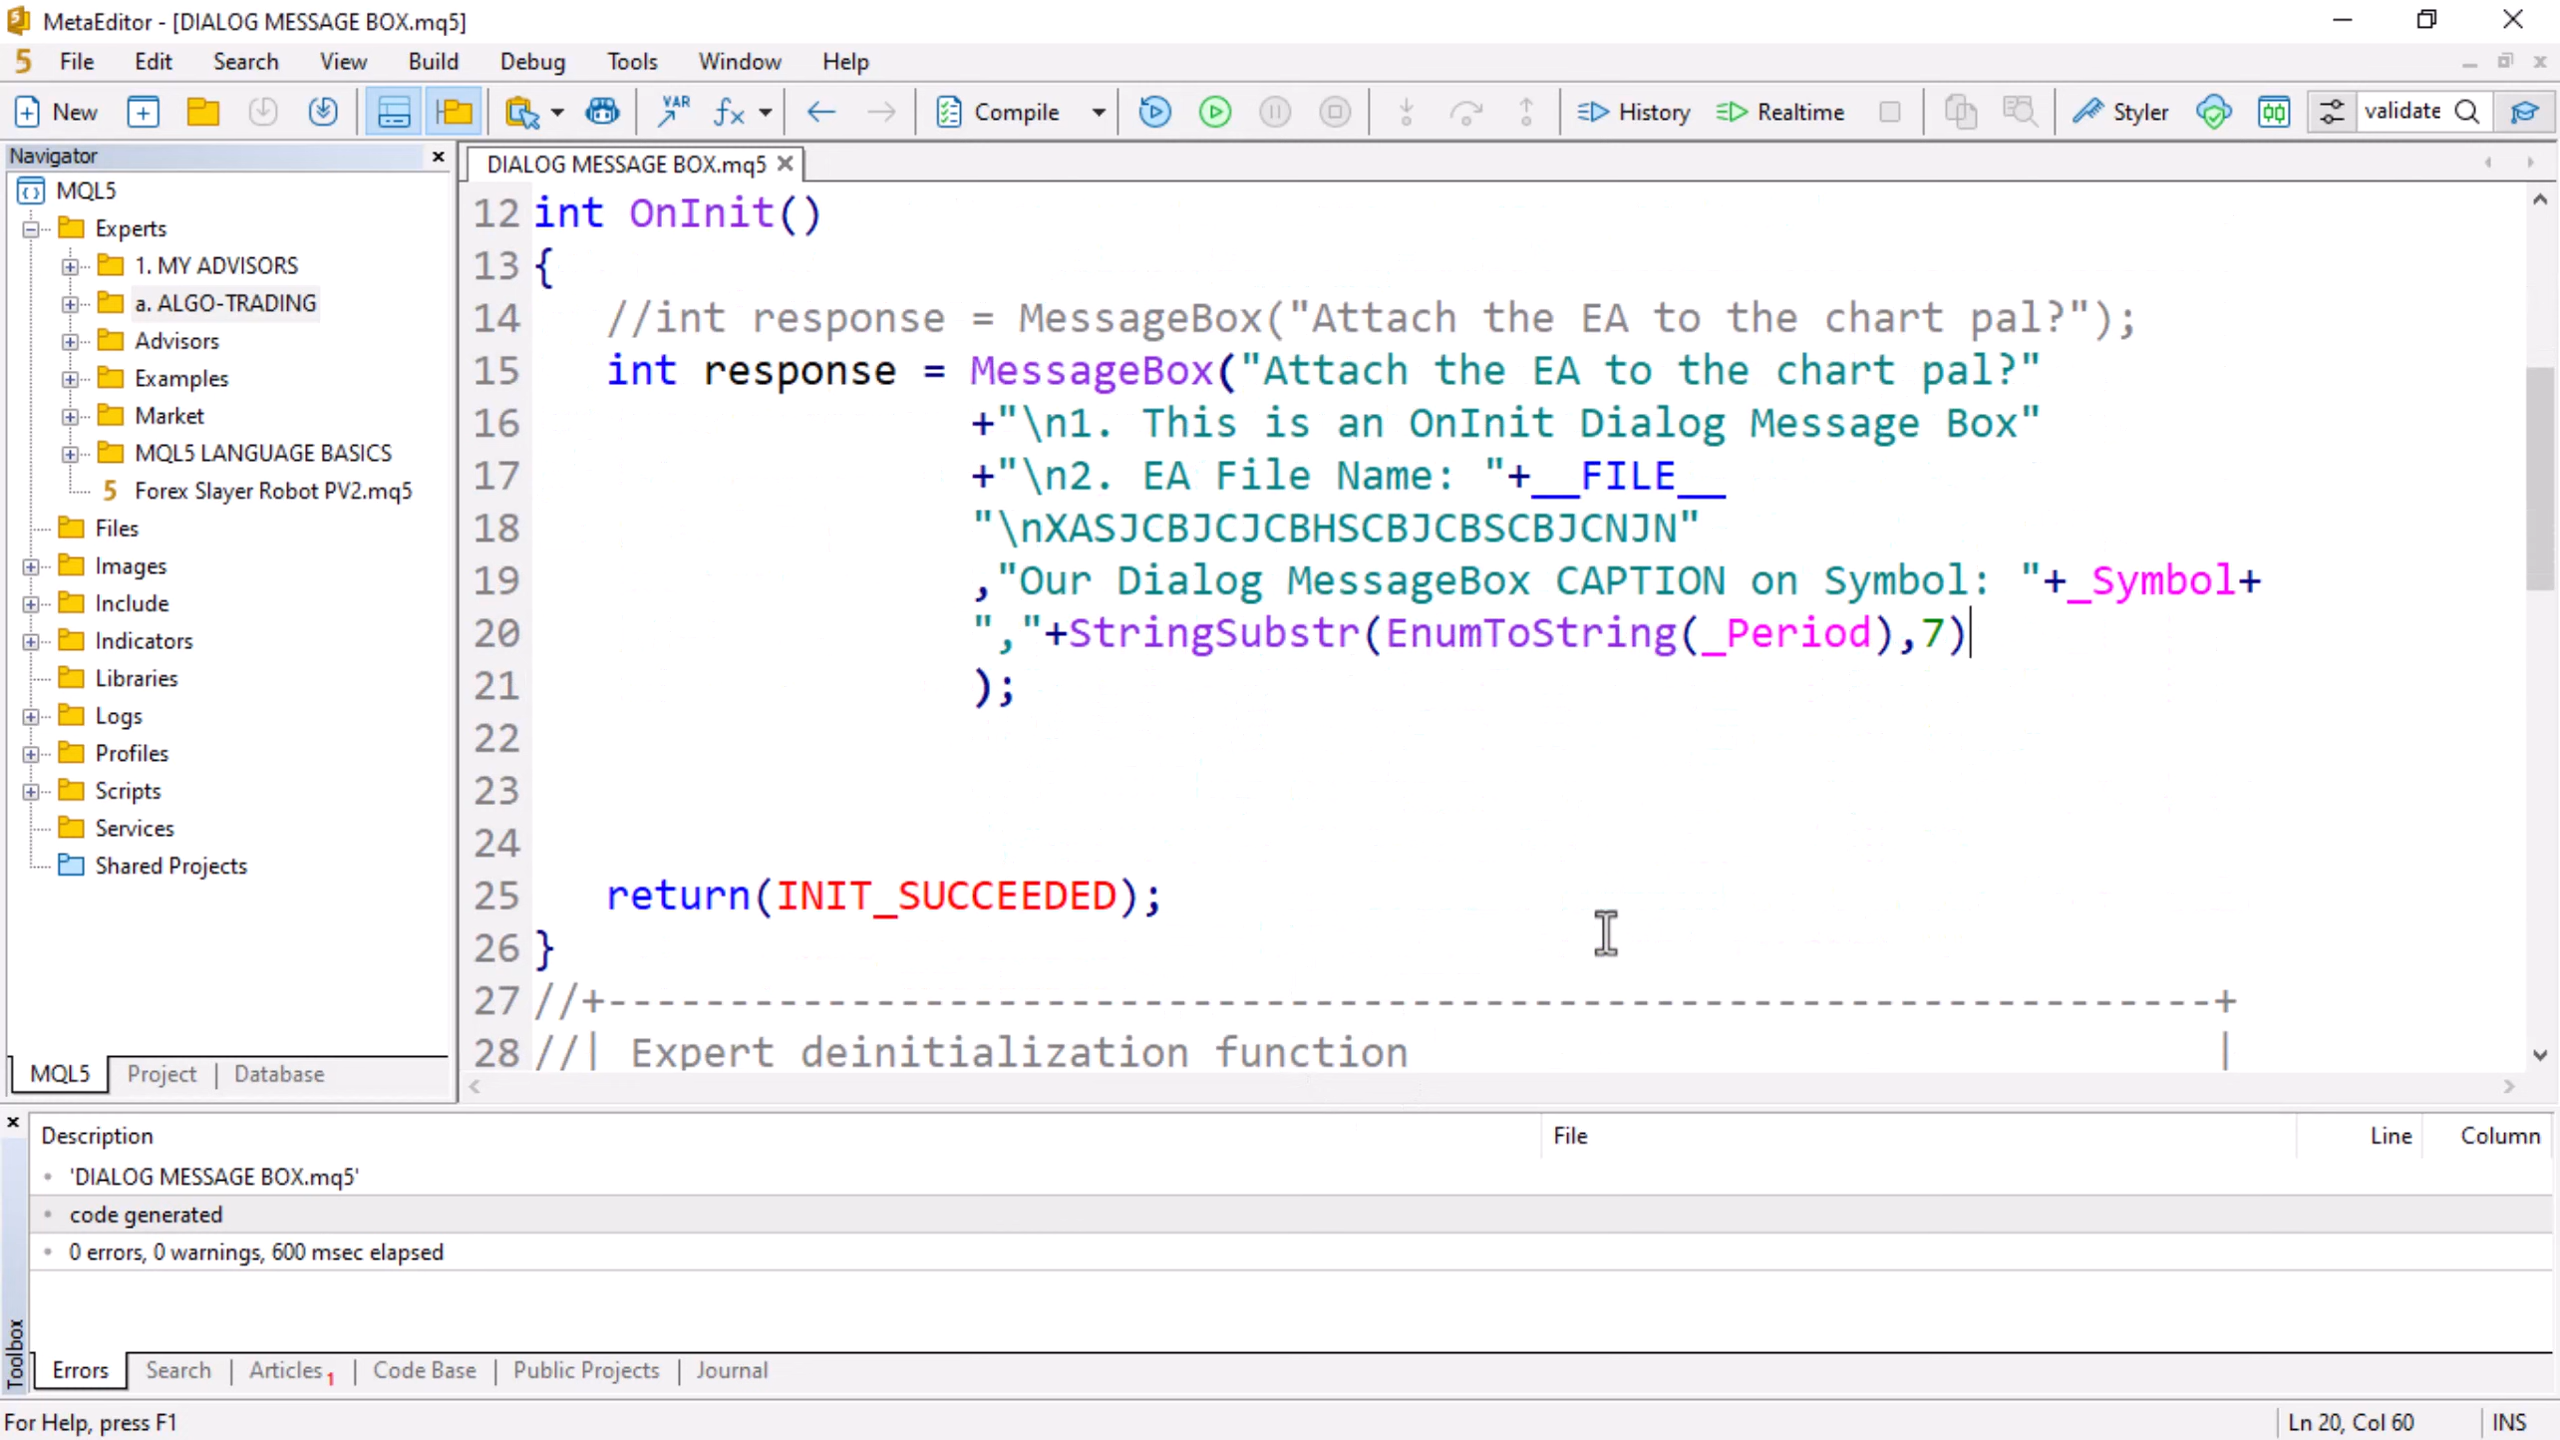 MetaEditor - [DIALOG MESSAGE BOX.mq5]
5 File Edit Search View Build Debug Tools Window Help
New VAR fx Compile History Realtime Styler validate
Navigator
MQL5
Experts
1. MY ADVISORS
a. ALGO-TRADING
Advisors
Examples
Market
MQL5 LANGUAGE BASICS
5 Forex Slayer Robot PV2.mq5
Files
Images
Include
Indicators
Libraries
Logs
Profiles
Scripts
Services
Shared Projects
MQL5 | Project | Database
DIALOG MESSAGE BOX.mq5
12 int OnInit()
13 {
14    //int response = MessageBox("Attach the EA to the chart pal?");
15    int response = MessageBox("Attach the EA to the chart pal?"
16                   +"\n1. This is an OnInit Dialog Message Box"
17                   +"\n2. EA File Name: "+__FILE__
18                   "\nXASJCBJCJCBHSCBJCBSCBJCNJN"
19                   ,"Our Dialog MessageBox CAPTION on Symbol: "+_Symbol+
20                   ","+StringSubstr(EnumToString(_Period),7)
21                   );
22
23
24
25    return(INIT_SUCCEEDED);
26 }
27 //+------------------------------------------------------------------+
28 //| Expert deinitialization function                                 |
Description File Line Column
'DIALOG MESSAGE BOX.mq5'
code generated
0 errors, 0 warnings, 600 msec elapsed
Toolbox
Errors | Search | Articles 1 | Code Base | Public Projects | Journal
For Help, press F1
Ln 20, Col 60 INS